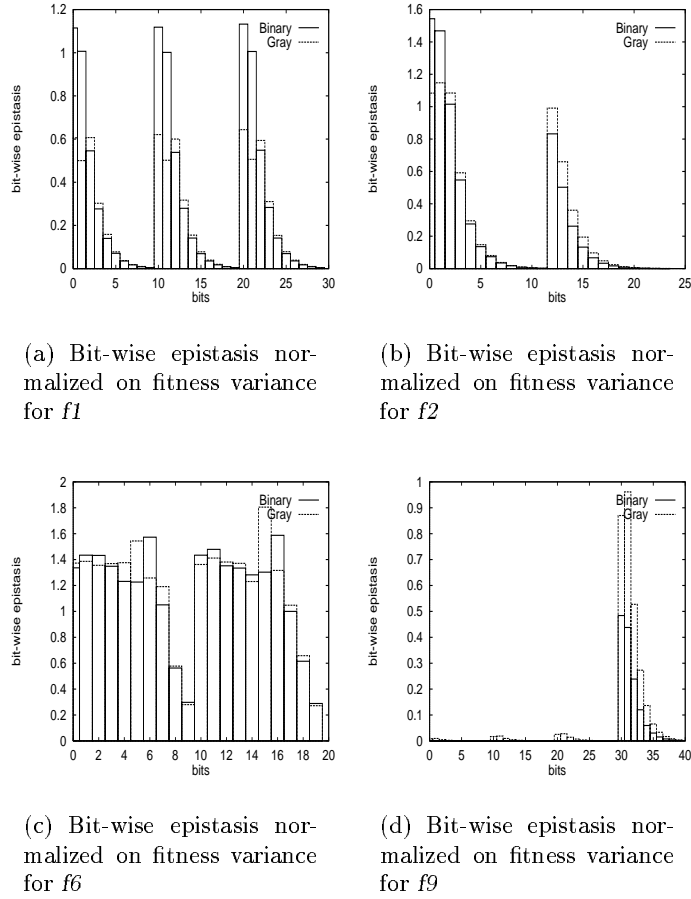 1.2
1
0.8
0.6
0.4
0.2
0
bit-wise epistasis
Binary
Gray
0 5 10 15 20 25 30
bits
1.6
1.4
1.2
1
0.8
0.6
0.4
0.2
0
bit-wise epistasis
Binary
Gray
0 5 10 15 20 25
bits
(a) Bit-wise epistasis nor-
malized on fitness variance
for f1
(b) Bit-wise epistasis nor-
malized on fitness variance
for f2
2
1.8
1.6
1.4
1.2
1
0.8
0.6
0.4
0.2
0
bit-wise epistasis
Binary
Gray
0 2 4 6 8 10 12 14 16 18 20
bits
1
0.9
0.8
0.7
0.6
0.5
0.4
0.3
0.2
0.1
0
bit-wise epistasis
Binary
Gray
0 5 10 15 20 25 30 35 40
bits
(c) Bit-wise epistasis nor-
malized on fitness variance
for f6
(d) Bit-wise epistasis nor-
malized on fitness variance
for f9